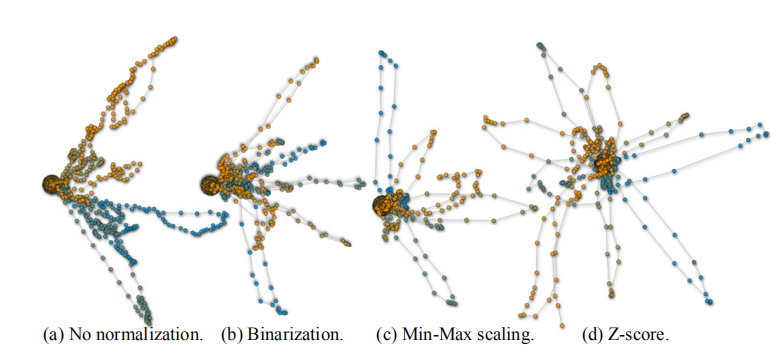 (a) No normalization. (b) Binarization. (c) Min-Max scaling. (d) Z-score.